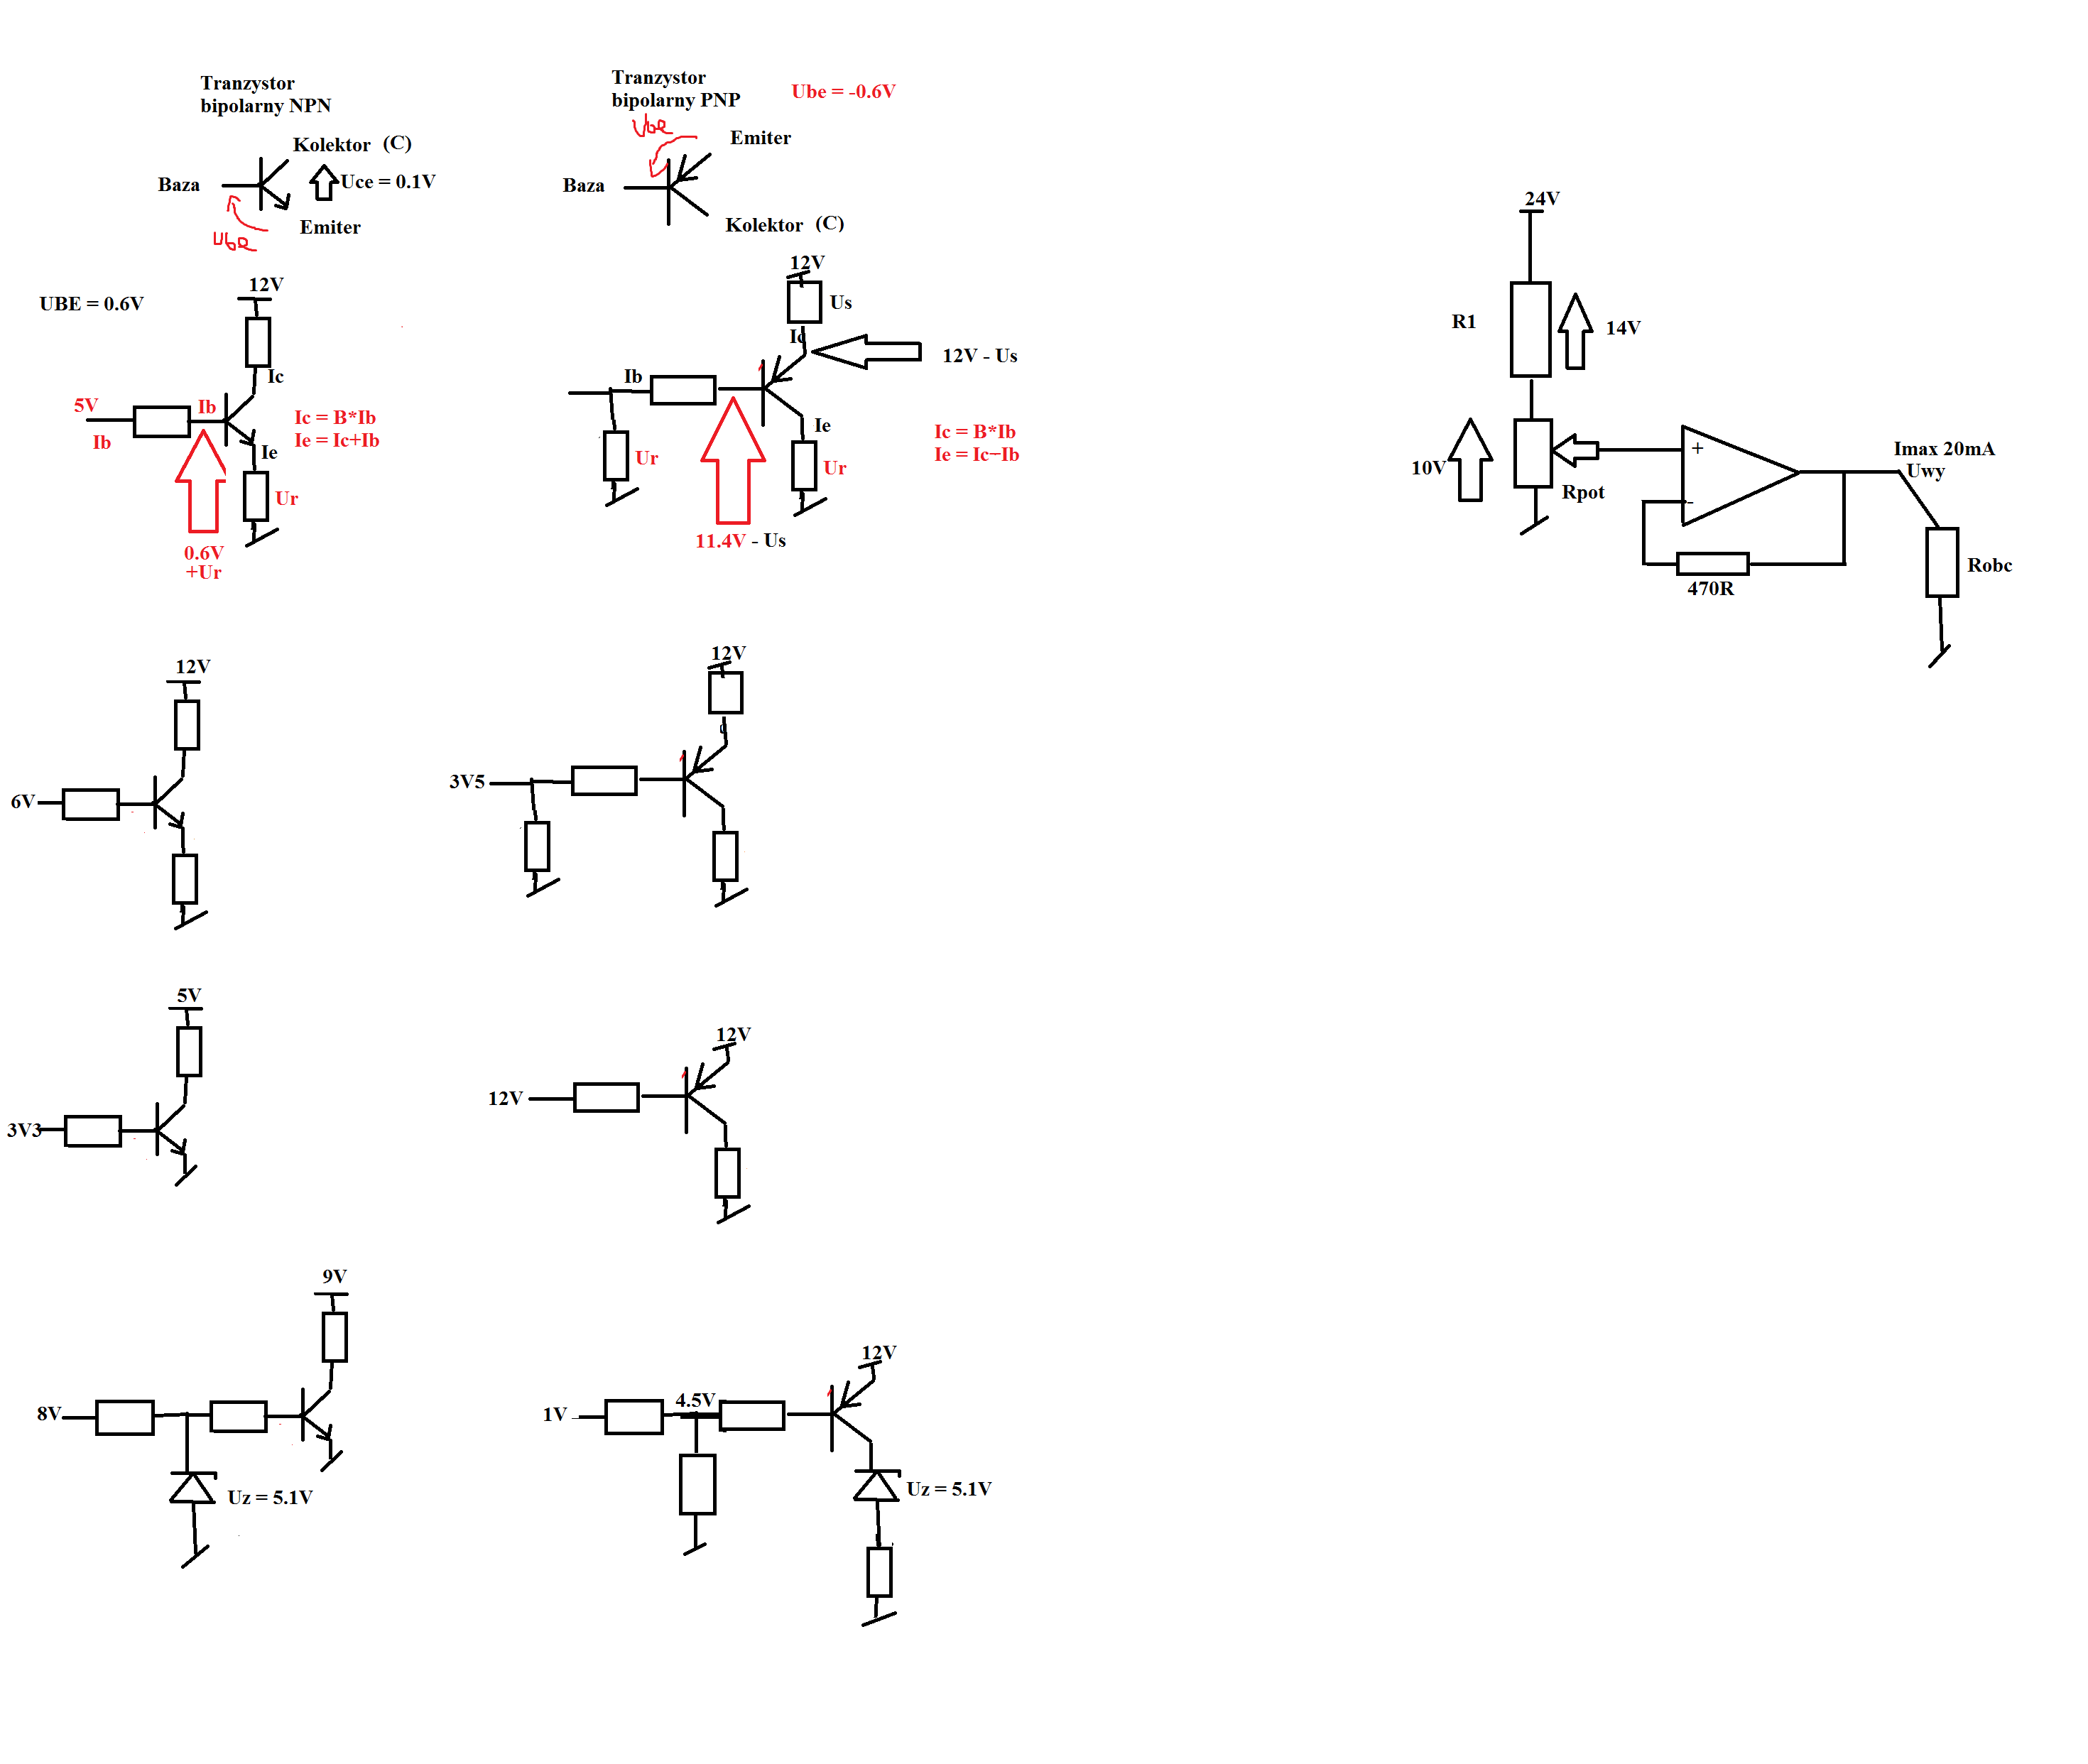 Tranzystor
bipolarny NPN
Kolektor (C)
Uce = 0.1V
Baza
Emiter
Ube
Tranzystor
bipolarny PNP
Ube = -0.6V
Ube
Emiter
Baza
Kolektor (C)
UBE = 0.6V
12V
Ic
5V
Ib
Ib
Ic = B*Ib
Ie = Ic+Ib
Ie
Ur
0.6V
+Ur
12V
Us
Ic
12V - Us
Ib
Ie
Ur
Ur
Ic = B*Ib
Ie = Ic-Ib
11.4V - Us
24V
R1
14V
10V
Rpot
+
-
Imax 20mA
Uwy
470R
Robc
12V
6V
12V
3V5
5V
3V3
12V
12V
9V
8V
Uz = 5.1V
12V
1V
4.5V
Uz = 5.1V